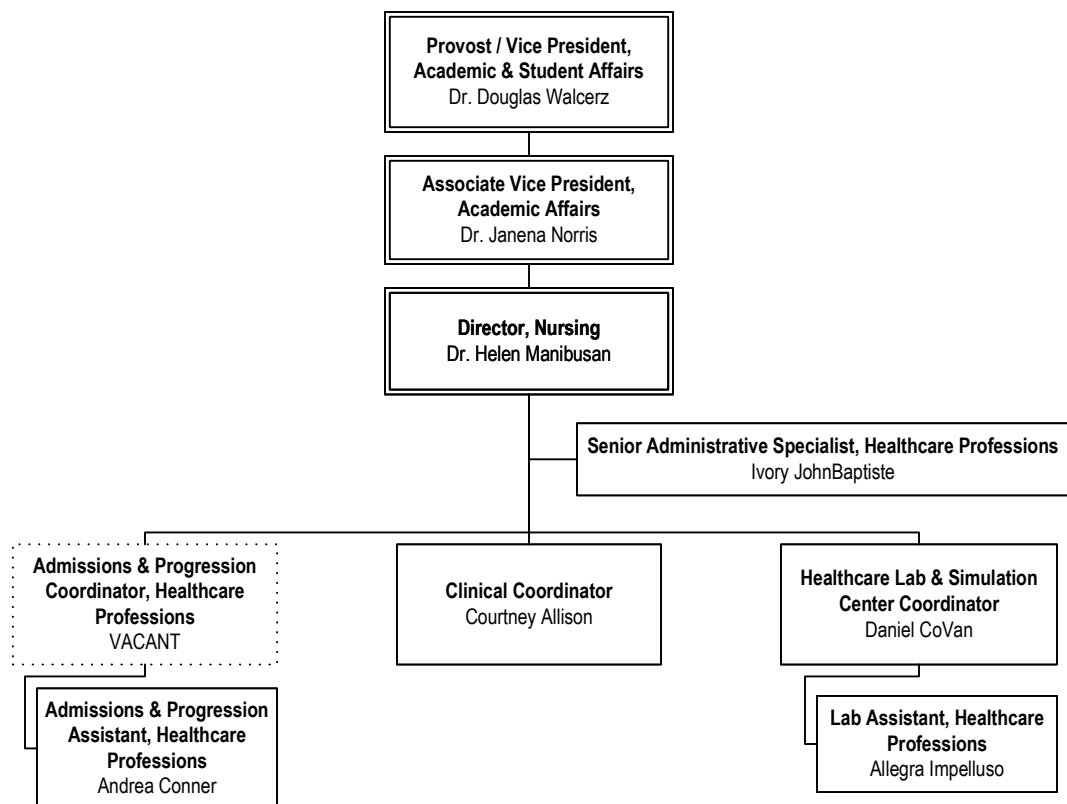 Provost / Vice President,
Academic & Student Affairs
Dr. Douglas Walcerz
Associate Vice President,
Academic Affairs
Dr. Janena Norris
Director, Nursing
Dr. Helen Manibusan
Senior Administrative Specialist, Healthcare Professions
Ivory JohnBaptiste
Admissions & Progression
Coordinator, Healthcare
Professions
VACANT
Clinical Coordinator
Courtney Allison
Healthcare Lab & Simulation
Center Coordinator
Daniel CoVan
Admissions & Progression
Assistant, Healthcare
Professions
Andrea Conner
Lab Assistant, Healthcare
Professions
Allegra Impelluso